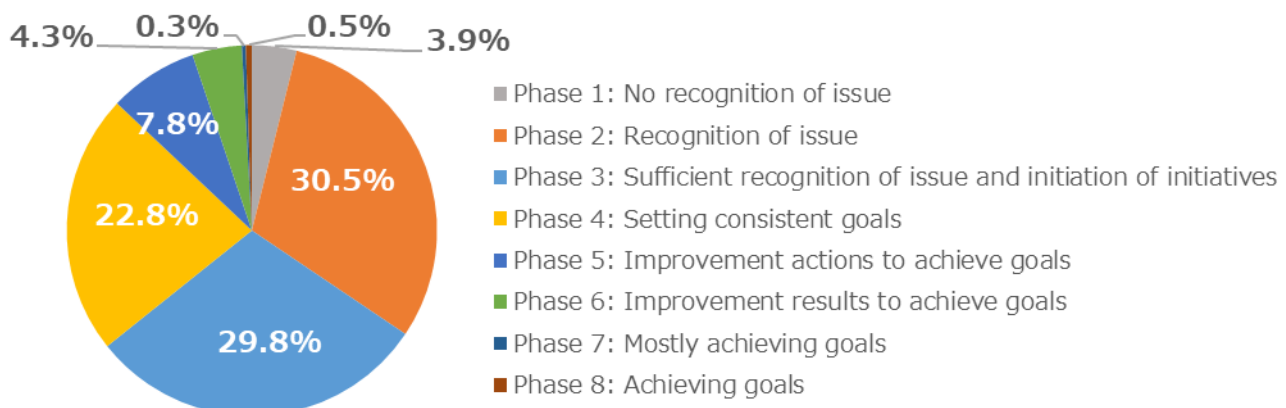 0.3%
0.5%
4.3%
3.9%
7.8%
30.5%
22.8%
29.8%
Phase 1: No recognition of issue
Phase 2: Recognition of issue
Phase 3: Sufficient recognition of issue and initiation of initiatives
Phase 4: Setting consistent goals
Phase 5: Improvement actions to achieve goals
Phase 6: Improvement results to achieve goals
Phase 7: Mostly achieving goals
Phase 8: Achieving goals